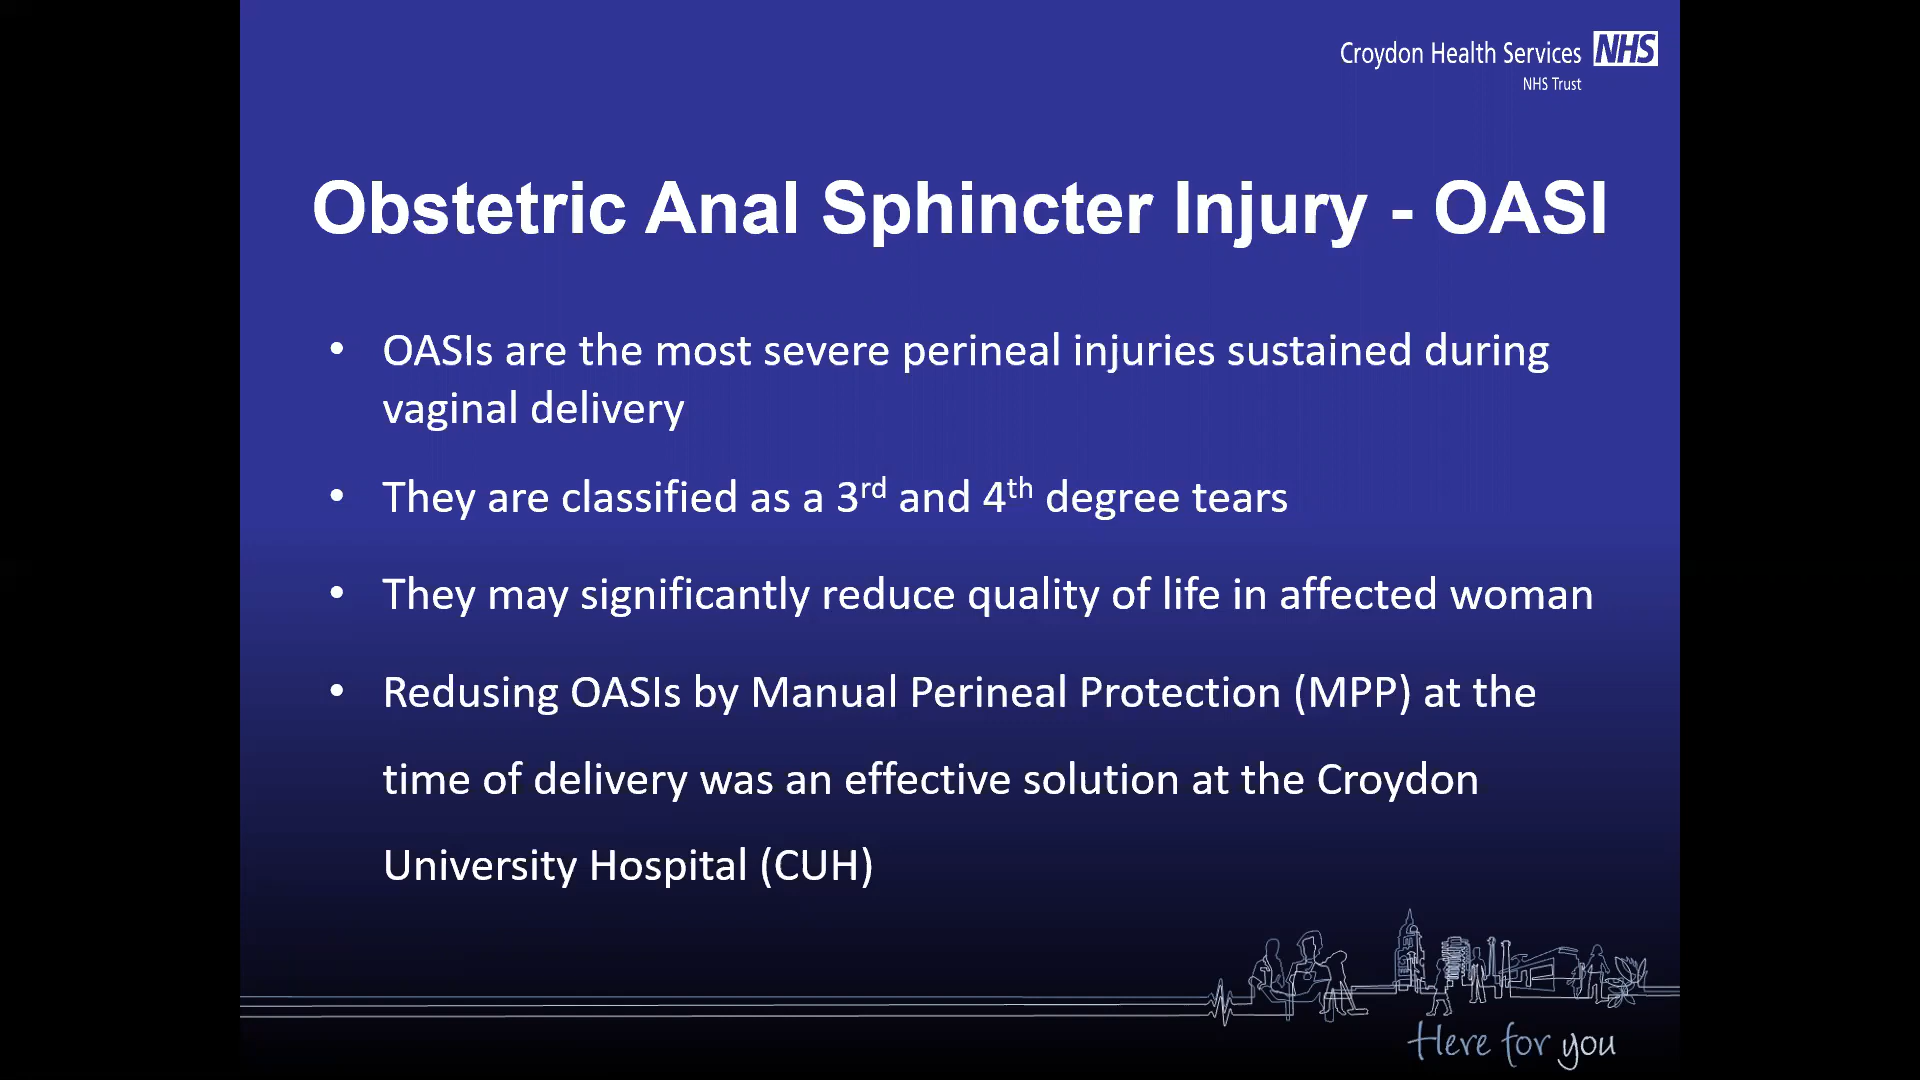 Croydon Health Services NHS
NHS Trust
Obstetric Anal Sphincter Injury - OASI
• OASIs are the most severe perineal injuries sustained during
vaginal delivery
• They are classified as a 3rd and 4th degree tears
• They may significantly reduce quality of life in affected woman
• Redusing OASIs by Manual Perineal Protection (MPP) at the
time of delivery was an effective solution at the Croydon
University Hospital (CUH)
Here for you